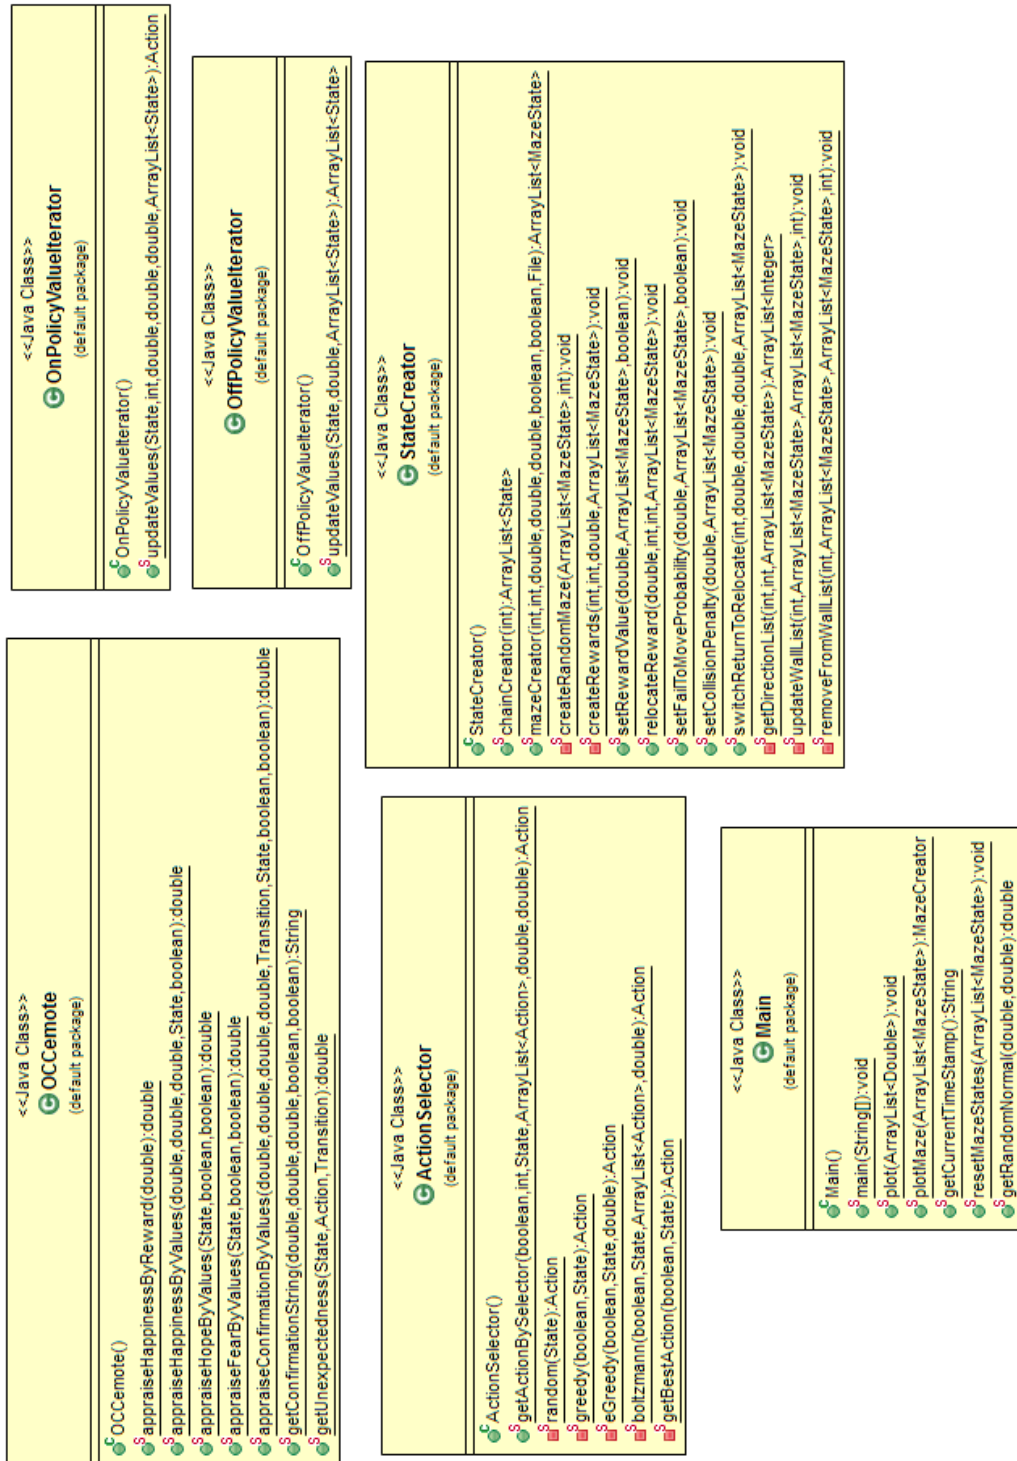 <<Java Class>>
OCCemote
(default package)
OCCemote()
appraiseHappinessByReward(double):double
appraiseHappinessByValues(double,double,double,State,boolean):double
appraiseHopeByValues(State,boolean,boolean):double
appraiseFearByValues(State,boolean,boolean):double
appraiseConfirmationByValues(double,double,double,double,Transition,State,boolean,boolean):double
getConfirmationString(double,double,double,boolean,boolean):String
getUnexpectedness(State,Action,Transition):double
<<Java Class>>
OnPolicyValueIterator
(default package)
OnPolicyValueIterator()
updateValues(State,int,double,double,double,ArrayList<State>):Action
<<Java Class>>
OffPolicyValueIterator
(default package)
OffPolicyValueIterator()
updateValues(State,double,ArrayList<State>):ArrayList<State>
<<Java Class>>
ActionSelector
(default package)
ActionSelector()
getActionBySelector(boolean,int,State,ArrayList<Action>,double,double):Action
random(State):Action
greedy(boolean,State):Action
eGreedy(boolean,State,double):Action
boltzmann(boolean,State,ArrayList<Action>,double):Action
getBestAction(boolean,State):Action
<<Java Class>>
StateCreator
(default package)
StateCreator()
chainCreator(int):ArrayList<State>
mazeCreator(int,int,double,double,double,boolean,boolean,File):ArrayList<MazeState>
createRandomMaze(ArrayList<MazeState>,int):void
createRewards(int,int,double,ArrayList<MazeState>):void
setRewardValue(double,ArrayList<MazeState>,boolean):void
relocateReward(double,int,int,ArrayList<MazeState>):void
setFailToMoveProbability(double,ArrayList<MazeState>,boolean):void
setCollisionPenalty(double,ArrayList<MazeState>):void
switchReturnToRelocate(int,double,double,ArrayList<MazeState>):void
getDirectionList(int,int,ArrayList<MazeState>):ArrayList<Integer>
updateWallList(int,ArrayList<MazeState>,ArrayList<MazeState>,int):void
removeFromWallList(int,ArrayList<MazeState>,ArrayList<MazeState>,int):void
<<Java Class>>
Main
(default package)
Main()
main(String[]):void
plot(ArrayList<Double>):void
plotMaze(ArrayList<MazeState>):MazeCreator
getCurrentTimeStamp():String
resetMazeStates(ArrayList<MazeState>):void
getRandomNormal(double,double):double